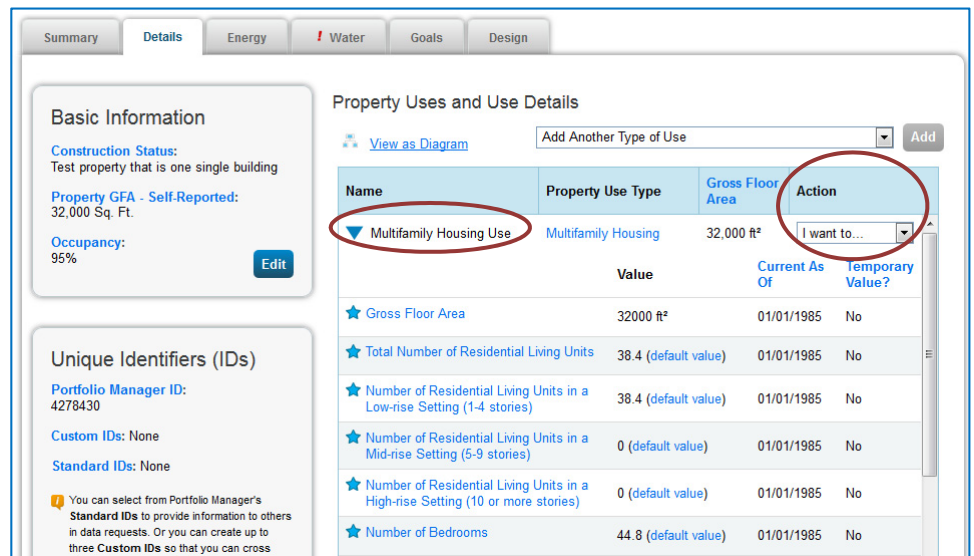 Summary
Details
Energy
! Water
Goals
Design
Basic Information
Construction Status:
Test property that is one single building
Property GFA - Self-Reported:
32,000 Sq. Ft.
Occupancy:
95%
Edit
Unique Identifiers (IDs)
Portfolio Manager ID:
4278430
Custom IDs: None
Standard IDs: None
You can select from Portfolio Manager's
Standard IDs to provide information to others
in data requests. Or you can create up to
three Custom IDs so that you can cross
Property Uses and Use Details
View as Diagram
Add Another Type of Use
Add
Name
Property Use Type
Gross Floor
Area
Action
Multifamily Housing Use
Multifamily Housing
32,000 ft²
I want to...
Value
Current As
Of
Temporary
Value?
Gross Floor Area
32000 ft²
01/01/1985
No
Total Number of Residential Living Units
38.4 (default value)
01/01/1985
No
Number of Residential Living Units in a
Low-rise Setting (1-4 stories)
38.4 (default value)
01/01/1985
No
Number of Residential Living Units in a
Mid-rise Setting (5-9 stories)
0 (default value)
01/01/1985
No
Number of Residential Living Units in a
High-rise Setting (10 or more stories)
0 (default value)
01/01/1985
No
Number of Bedrooms
44.8 (default value)
01/01/1985
No